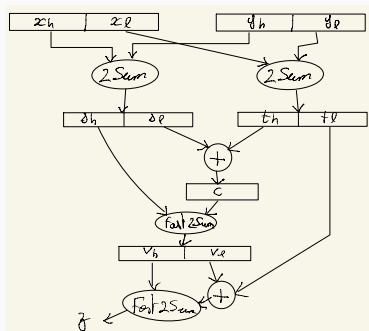 xh xl yh yl
2Sum 2Sum
sh sl th tl
+
c
Fast2Sum
vh vl
Fast2Sum +
z